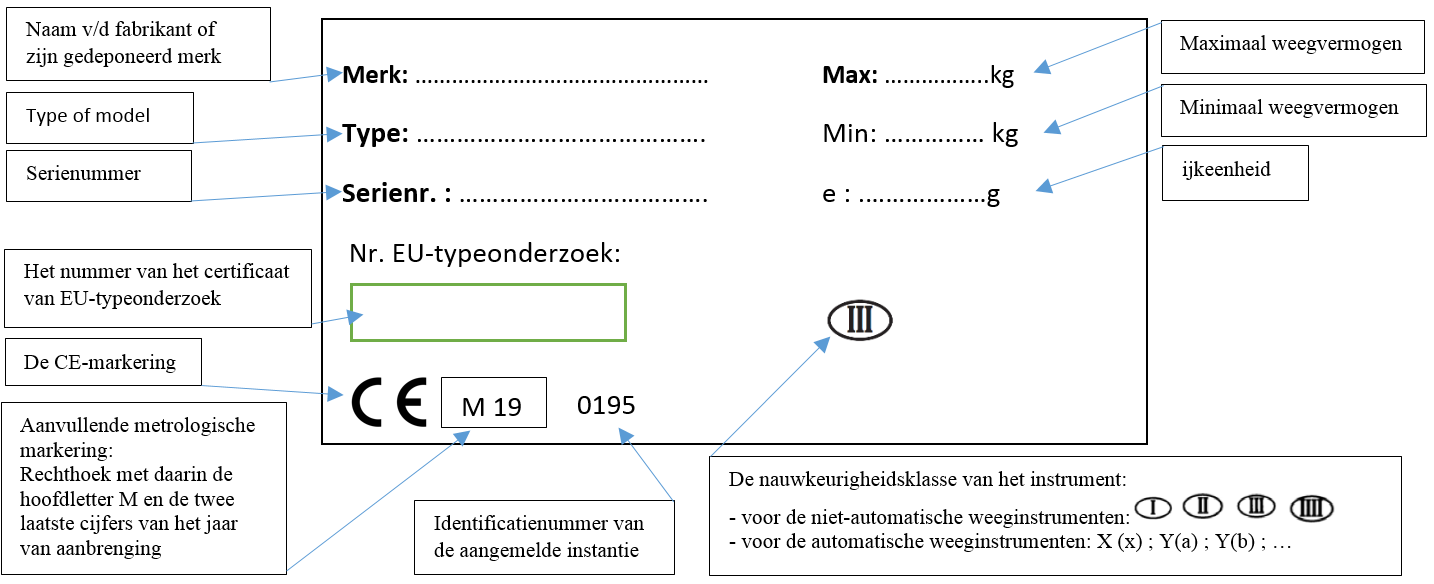 Naam v/d fabrikant of
zijn gedeponeerd merk
Type of model
Serienummer
Het nummer van het certificaat
van EU-typeonderzoek
De CE-markering
Aanvullende metrologische
markering:
Rechthoek met daarin de
hoofdletter M en de twee
laatste cijfers van het jaar
van aanbrenging
Merk: ................................................
Type: ................................................
Serienr. : ................................................
Nr. EU-typeonderzoek:
CE M 19 0195
Max: ................kg
Min: ............... kg
e : ...................g
III
Maximaal weegvermogen
Minimaal weegvermogen
ijkeenheid
Identificatienummer van
de aangemelde instantie
De nauwkeurigheidsklasse van het instrument:
- voor de niet-automatische weeginstrumenten: I II III IIII
- voor de automatische weeginstrumenten: X (x) ; Y(a) ; Y(b) ; …